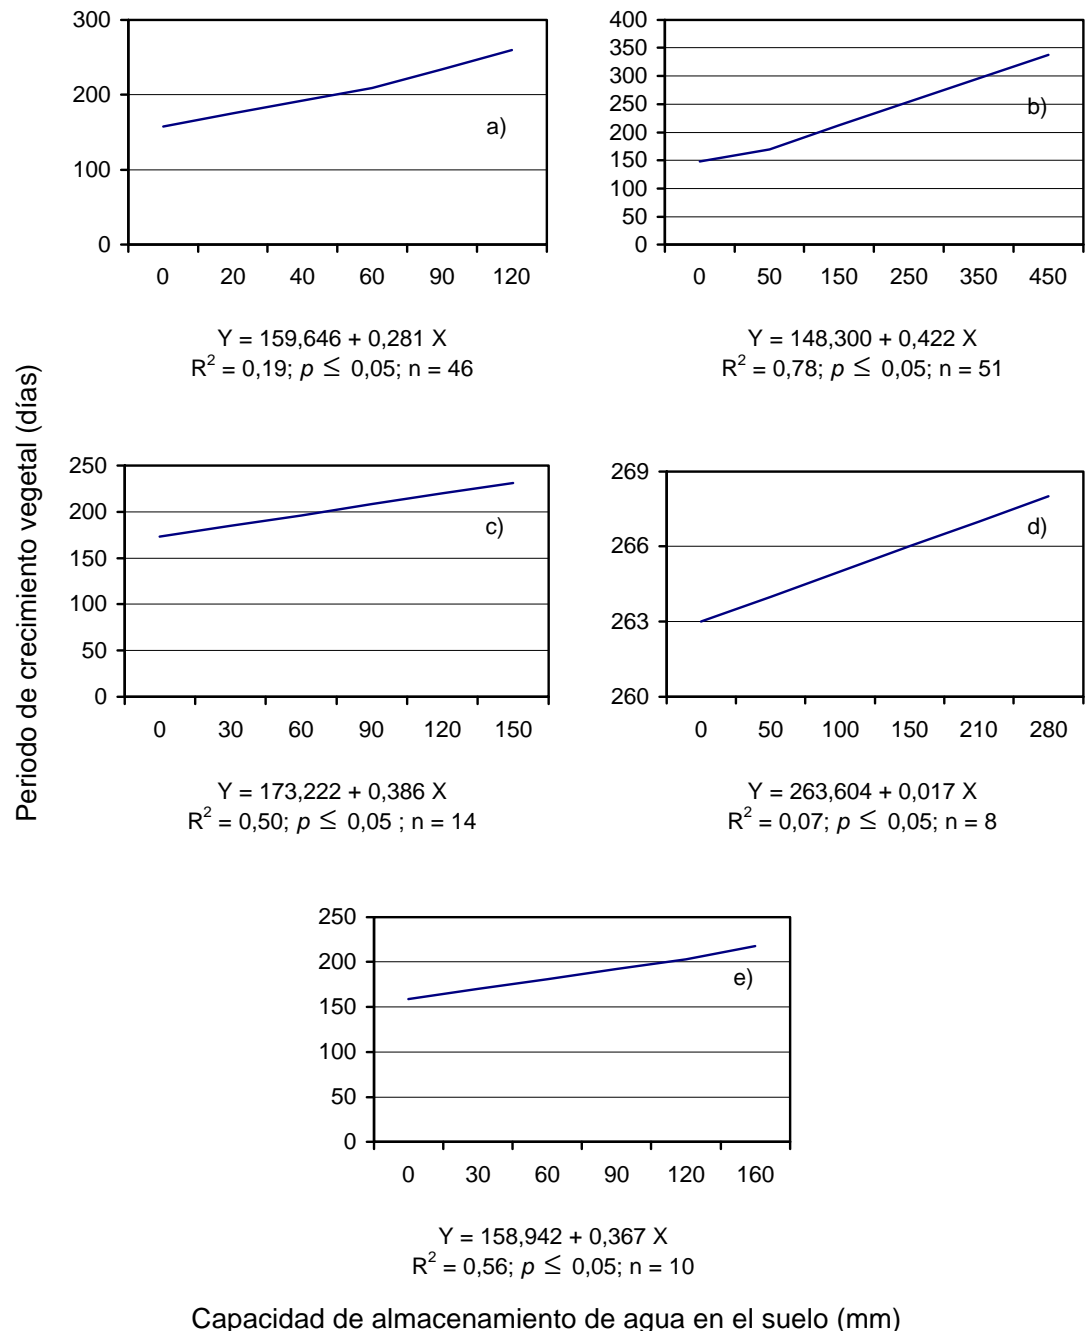 Periodo de crecimiento vegetal (días)
300
200
100
0
a)
0 20 40 60 90 120
Y = 159,646 + 0,281 X
R² = 0,19; p ≤ 0,05; n = 46
400
350
300
250
200
150
100
50
0
b)
0 50 150 250 350 450
Y = 148,300 + 0,422 X
R² = 0,78; p ≤ 0,05; n = 51
250
200
150
100
50
0
c)
0 30 60 90 120 150
Y = 173,222 + 0,386 X
R² = 0,50; p ≤ 0,05 ; n = 14
269
266
263
260
d)
0 50 100 150 210 280
Y = 263,604 + 0,017 X
R² = 0,07; p ≤ 0,05; n = 8
250
200
150
100
50
0
e)
0 30 60 90 120 160
Y = 158,942 + 0,367 X
R² = 0,56; p ≤ 0,05; n = 10
Capacidad de almacenamiento de agua en el suelo (mm)